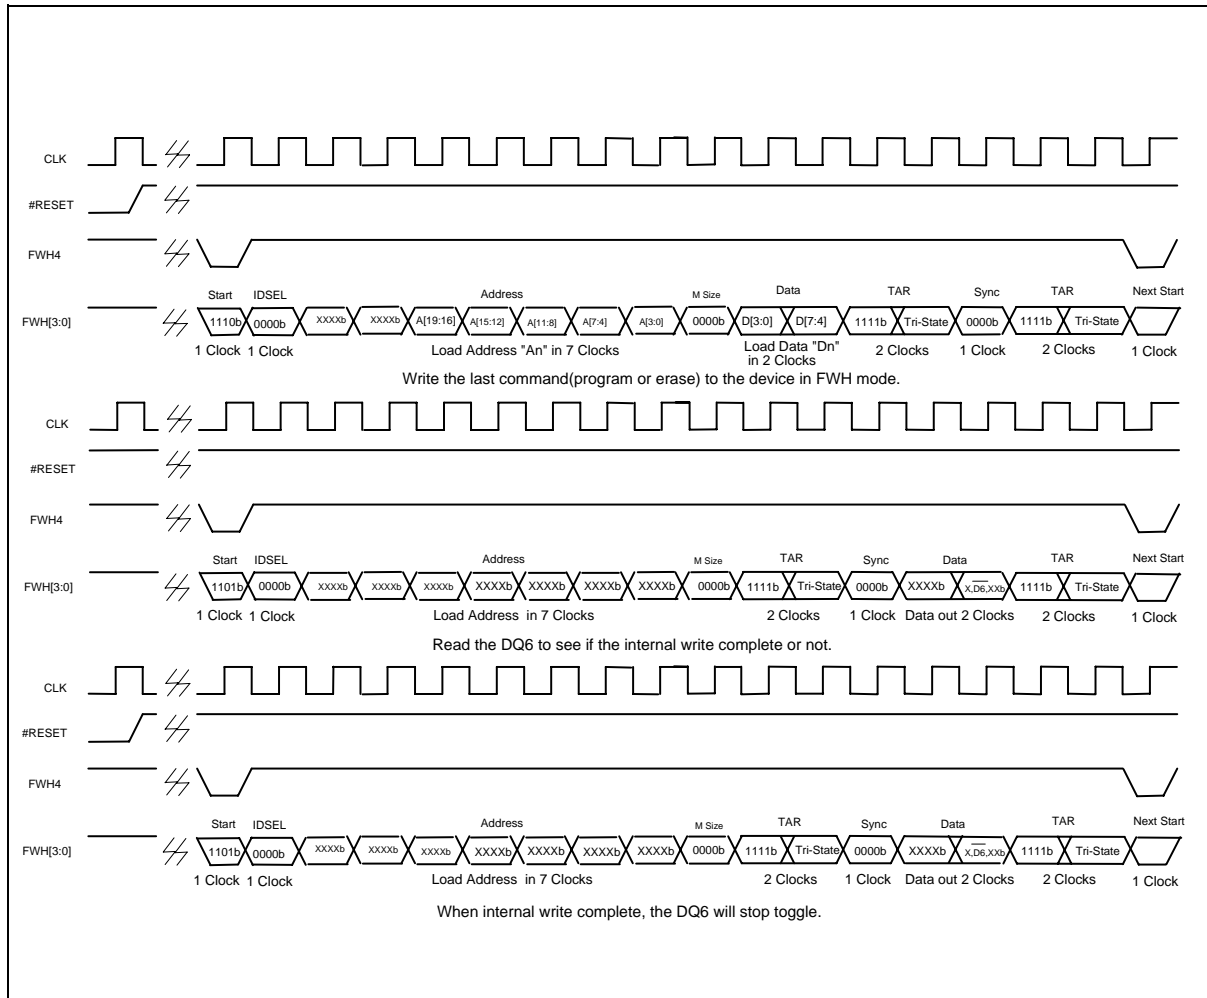 CLK
#RESET
FWH4
Start IDSEL Address M Size Data TAR Sync TAR Next Start
FWH[3:0] 1110b 0000b XXXXb XXXXb A[19:16] A[15:12] A[11:8] A[7:4] A[3:0] 0000b D[3:0] D[7:4] 1111b Tri-State 0000b 1111b Tri-State
1 Clock 1 Clock Load Address "An" in 7 Clocks Load Data "Dn" in 2 Clocks 2 Clocks 1 Clock 2 Clocks 1 Clock
Write the last command(program or erase) to the device in FWH mode.
CLK
#RESET
FWH4
Start IDSEL Address M Size TAR Sync Data TAR Next Start
FWH[3:0] 1101b 0000b XXXXb XXXXb XXXXb XXXXb XXXXb XXXXb XXXXb 0000b 1111b Tri-State 0000b XXXXb X,D6,XXb 1111b Tri-State
1 Clock 1 Clock Load Address in 7 Clocks 2 Clocks 1 Clock Data out 2 Clocks 2 Clocks 1 Clock
Read the DQ6 to see if the internal write complete or not.
CLK
#RESET
FWH4
Start IDSEL Address M Size TAR Sync Data TAR Next Start
FWH[3:0] 1101b 0000b XXXXb XXXXb XXXXb XXXXb XXXXb XXXXb XXXXb 0000b 1111b Tri-State 0000b XXXXb X,D6,XXb 1111b Tri-State
1 Clock 1 Clock Load Address in 7 Clocks 2 Clocks 1 Clock Data out 2 Clocks 2 Clocks 1 Clock
When internal write complete, the DQ6 will stop toggle.